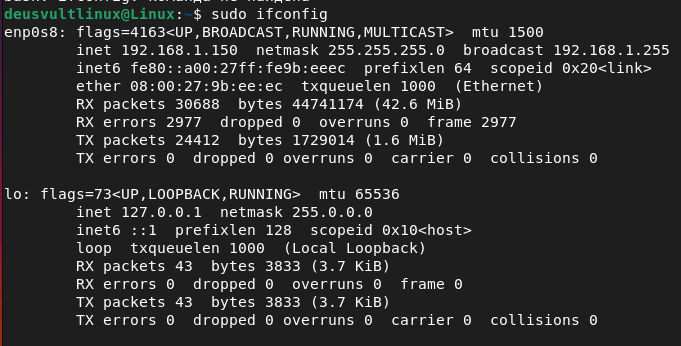 deusvultlinux@Linux:~$ sudo ifconfig
enp0s8: flags=4163<UP,BROADCAST,RUNNING,MULTICAST>  mtu 1500
        inet 192.168.1.150  netmask 255.255.255.0  broadcast 192.168.1.255
        inet6 fe80::a00:27ff:fe9b:eeec  prefixlen 64  scopeid 0x20<link>
        ether 08:00:27:9b:ee:ec  txqueuelen 1000  (Ethernet)
        RX packets 30688  bytes 44741174 (42.6 MiB)
        RX errors 2977  dropped 0  overruns 0  frame 2977
        TX packets 24412  bytes 1729014 (1.6 MiB)
        TX errors 0  dropped 0 overruns 0  carrier 0  collisions 0

lo: flags=73<UP,LOOPBACK,RUNNING>  mtu 65536
        inet 127.0.0.1  netmask 255.0.0.0
        inet6 ::1  prefixlen 128  scopeid 0x10<host>
        loop  txqueuelen 1000  (Local Loopback)
        RX packets 43  bytes 3833 (3.7 KiB)
        RX errors 0  dropped 0  overruns 0  frame 0
        TX packets 43  bytes 3833 (3.7 KiB)
        TX errors 0  dropped 0 overruns 0  carrier 0  collisions 0